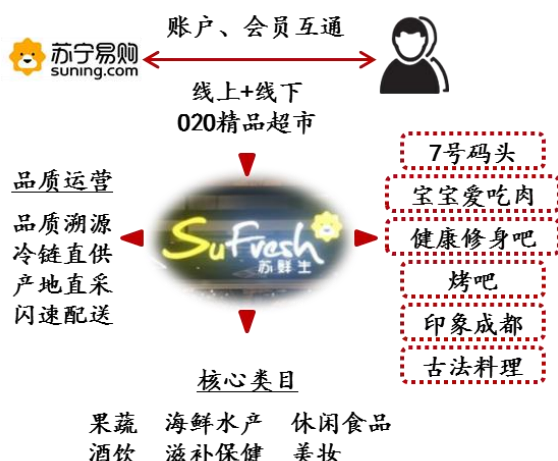 苏宁易购
suning.com
账户、会员互通
线上+线下
O2O精品超市
品质运营
品质溯源
冷链直供
产地直采
闪速配送
SuFresh
苏鲜生
7号码头
宝宝爱吃肉
健康修身吧
烤吧
印象成都
古法料理
核心类目
果蔬 海鲜水产 休闲食品
酒饮 滋补保健 美妆